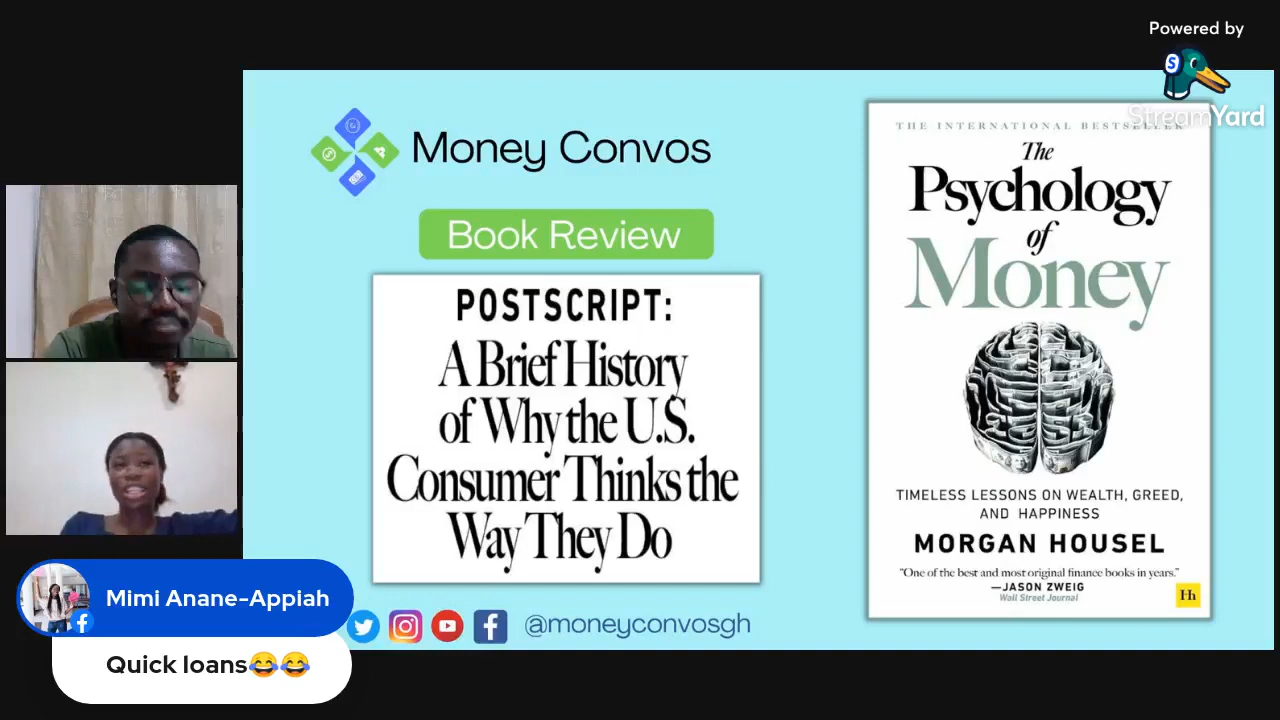 Powered by
StreamYard
Money Convos
Book Review
POSTSCRIPT:
A Brief History
of Why the U.S.
Consumer Thinks the
Way They Do
@moneyconvosgh
THE INTERNATIONAL BESTSELLER
The
Psychology
of
Money
TIMELESS LESSONS ON WEALTH, GREED,
AND HAPPINESS
MORGAN HOUSEL
“One of the best and most original finance books in years.”
—JASON ZWEIG
Wall Street Journal
Hh
Mimi Anane-Appiah
Quick loans😂😂